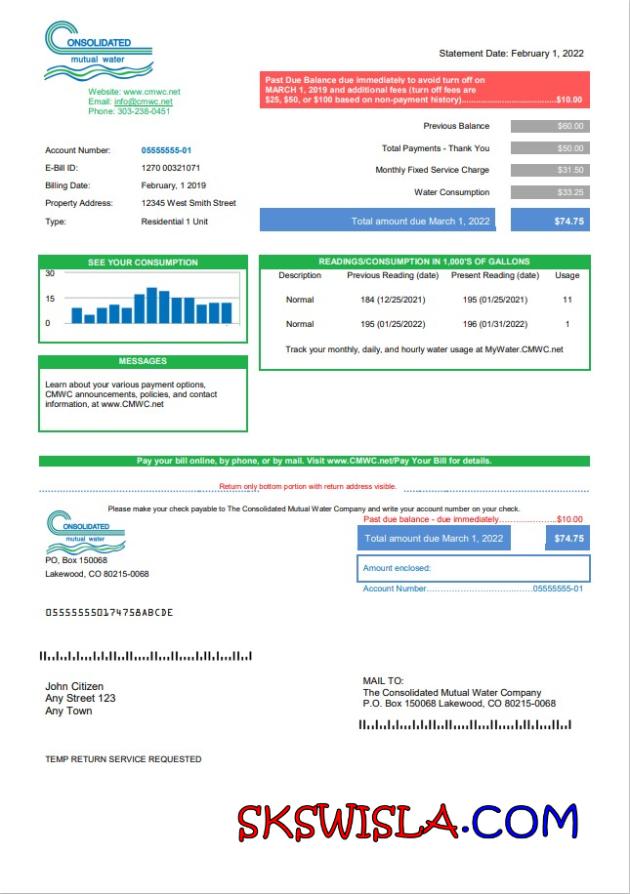 CONSOLIDATED
mutual water
Website: www.cmwc.net
Email: info@cmwc.net
Phone: 303-238-0451
Statement Date: February 1, 2022
Past Due Balance due immediately to avoid turn off on
MARCH 1, 2019 and additional fees (turn off fees are
$25, $50, or $100 based on non-payment history)...................................$10.00
Previous Balance $60.00
Total Payments - Thank You $50.00
Monthly Fixed Service Charge $31.50
Water Consumption $33.25
Total amount due March 1, 2022 $74.75
Account Number: 05555555-01
E-Bill ID: 1270 00321071
Billing Date: February, 1 2019
Property Address: 12345 West Smith Street
Type: Residential 1 Unit
SEE YOUR CONSUMPTION
30
15
0
READINGS/CONSUMPTION IN 1,000'S OF GALLONS
Description Previous Reading (date) Present Reading (date) Usage
Normal 184 (12/25/2021) 195 (01/25/2021) 11
Normal 195 (01/25/2022) 196 (01/31/2022) 1
Track your monthly, daily, and hourly water usage at MyWater.CMWC.net
MESSAGES
Learn about your various payment options,
CMWC announcements, policies, and contact
information, at www.CMWC.net
Pay your bill online, by phone, or by mail. Visit www.CMWC.net/Pay Your Bill for details.
Return only bottom portion with return address visible.
Please make your check payable to The Consolidated Mutual Water Company and write your account number on your check.
CONSOLIDATED
mutual water
PO, Box 150068
Lakewood, CO 80215-0068
Past due balance - due immediately......................$10.00
Total amount due March 1, 2022 $74.75
Amount enclosed:
Account Number........................................05555555-01
055555550174758ABCDE
John Citizen
Any Street 123
Any Town
MAIL TO:
The Consolidated Mutual Water Company
P.O. Box 150068 Lakewood, CO 80215-0068
TEMP RETURN SERVICE REQUESTED
SKSWISLA.COM